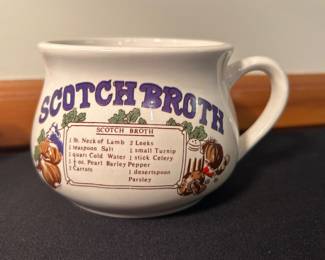 SCOTCH BROTH
SCOTCH BROTH
1 lb. Neck of Lamb 2 Leeks
1 teaspoon Salt 1 small Turnip
1 quart Cold Water 1 stick Celery
1½ oz. Pearl Barley Pepper
2 Carrots 1 desertspoon
Parsley